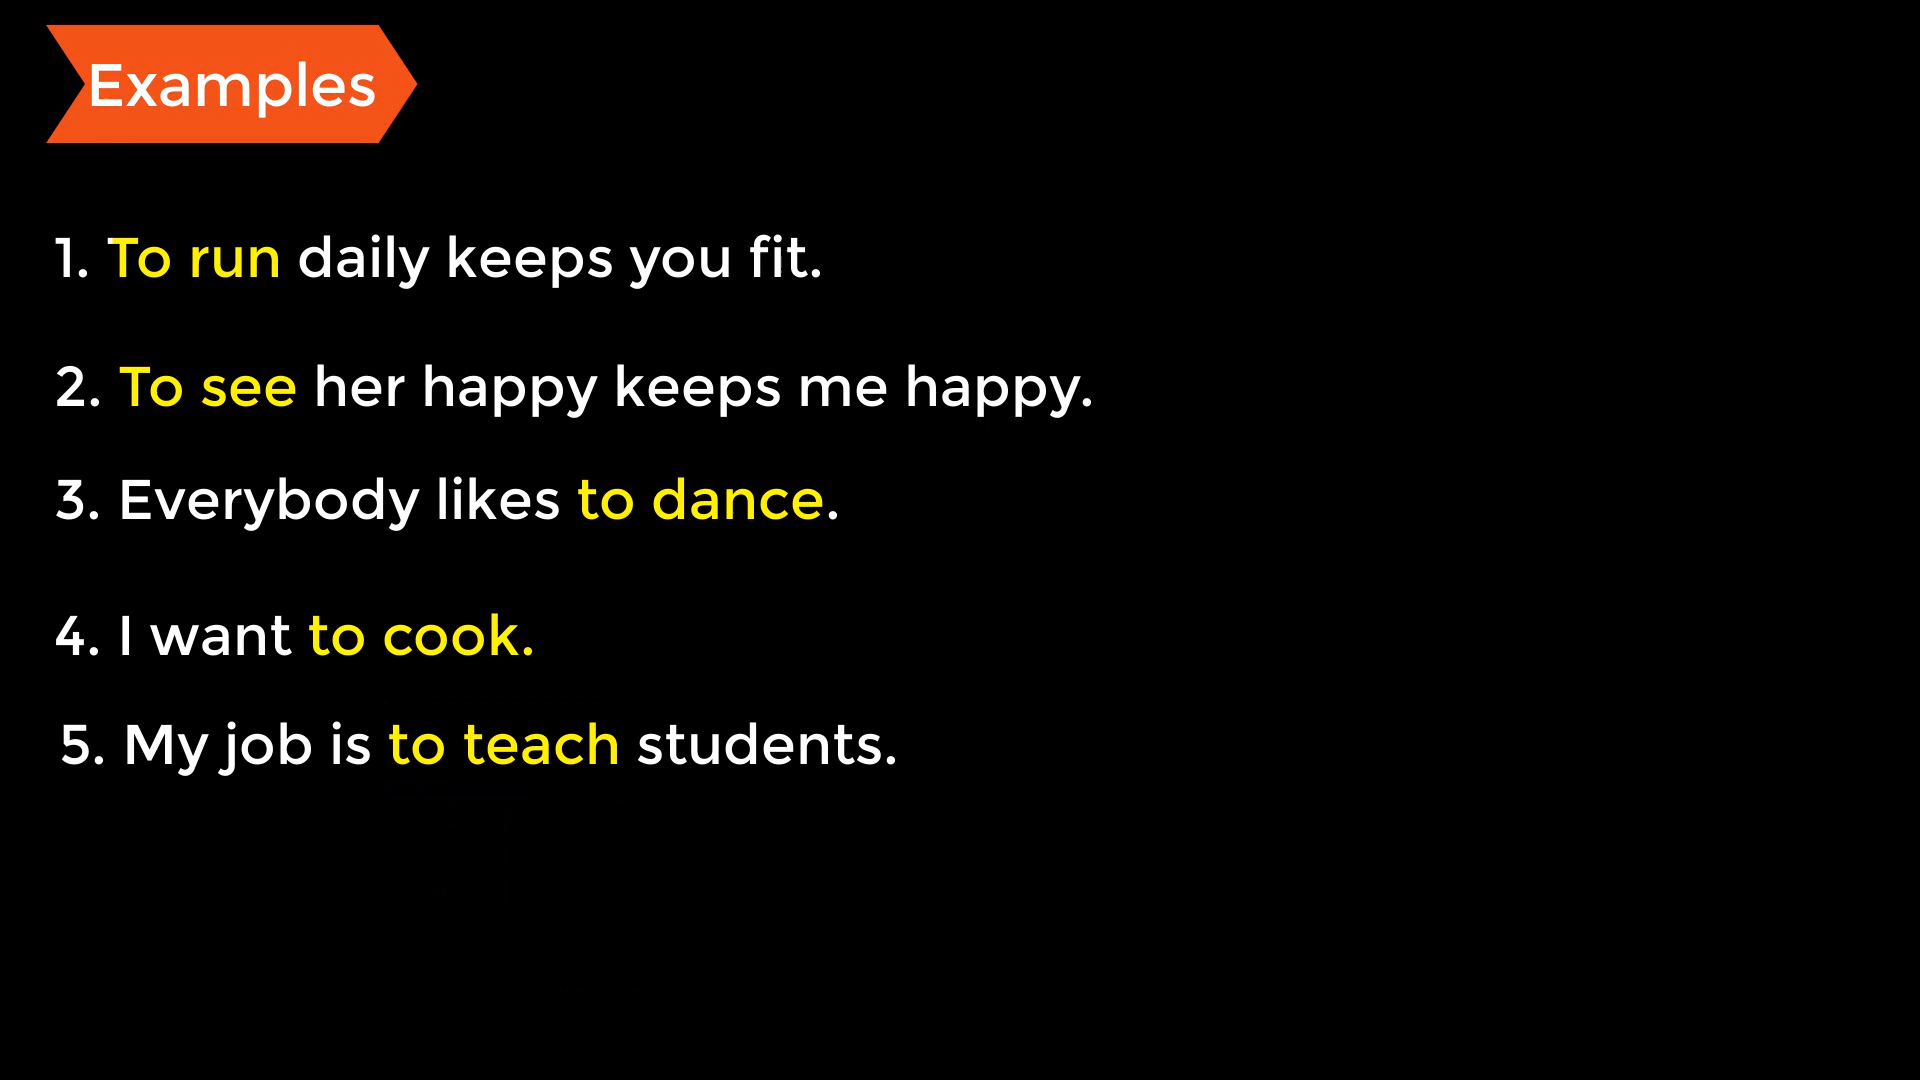 Examples
1. To run daily keeps you fit.
2. To see her happy keeps me happy.
3. Everybody likes to dance.
4. I want to cook.
5. My job is to teach students.